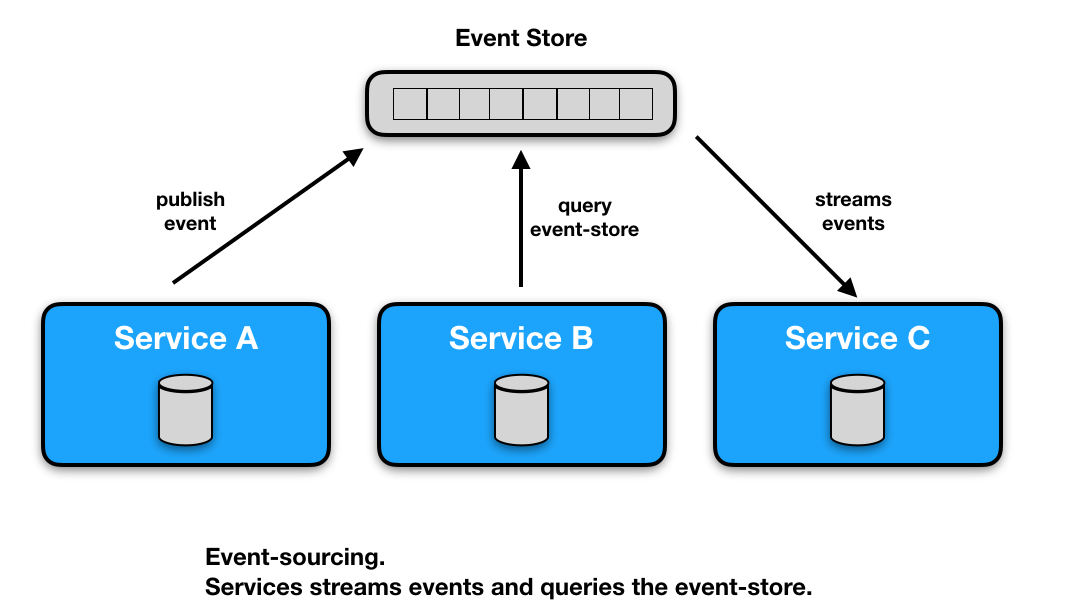 Event Store
publish
event
query
event-store
streams
events
Service A
Service B
Service C
Event-sourcing.
Services streams events and queries the event-store.